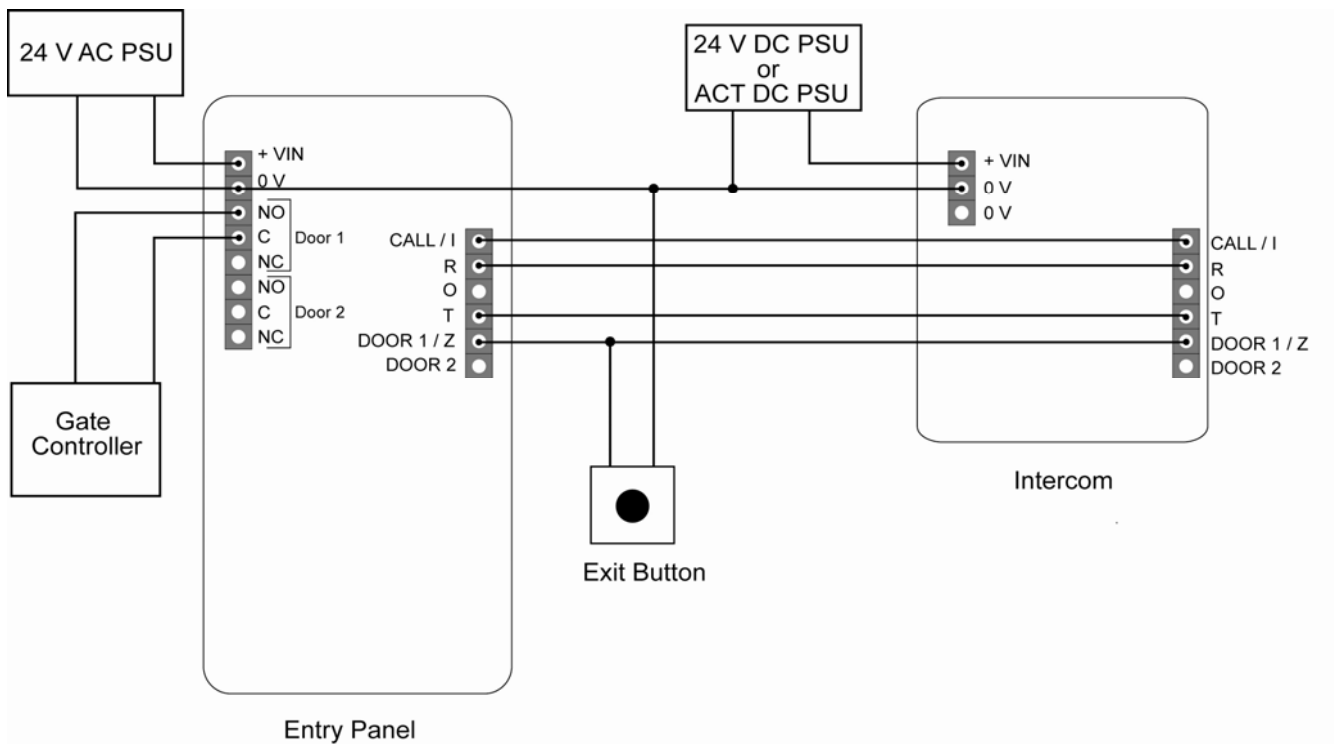 24 V AC PSU
24 V DC PSU
or
ACT DC PSU
+ VIN
0 V
NO
C
Door 1
NC
NO
C
Door 2
NC
CALL / I
R
O
T
DOOR 1 / Z
DOOR 2
+ VIN
0 V
0 V
CALL / I
R
O
T
DOOR 1 / Z
DOOR 2
Gate
Controller
Intercom
Exit Button
Entry Panel